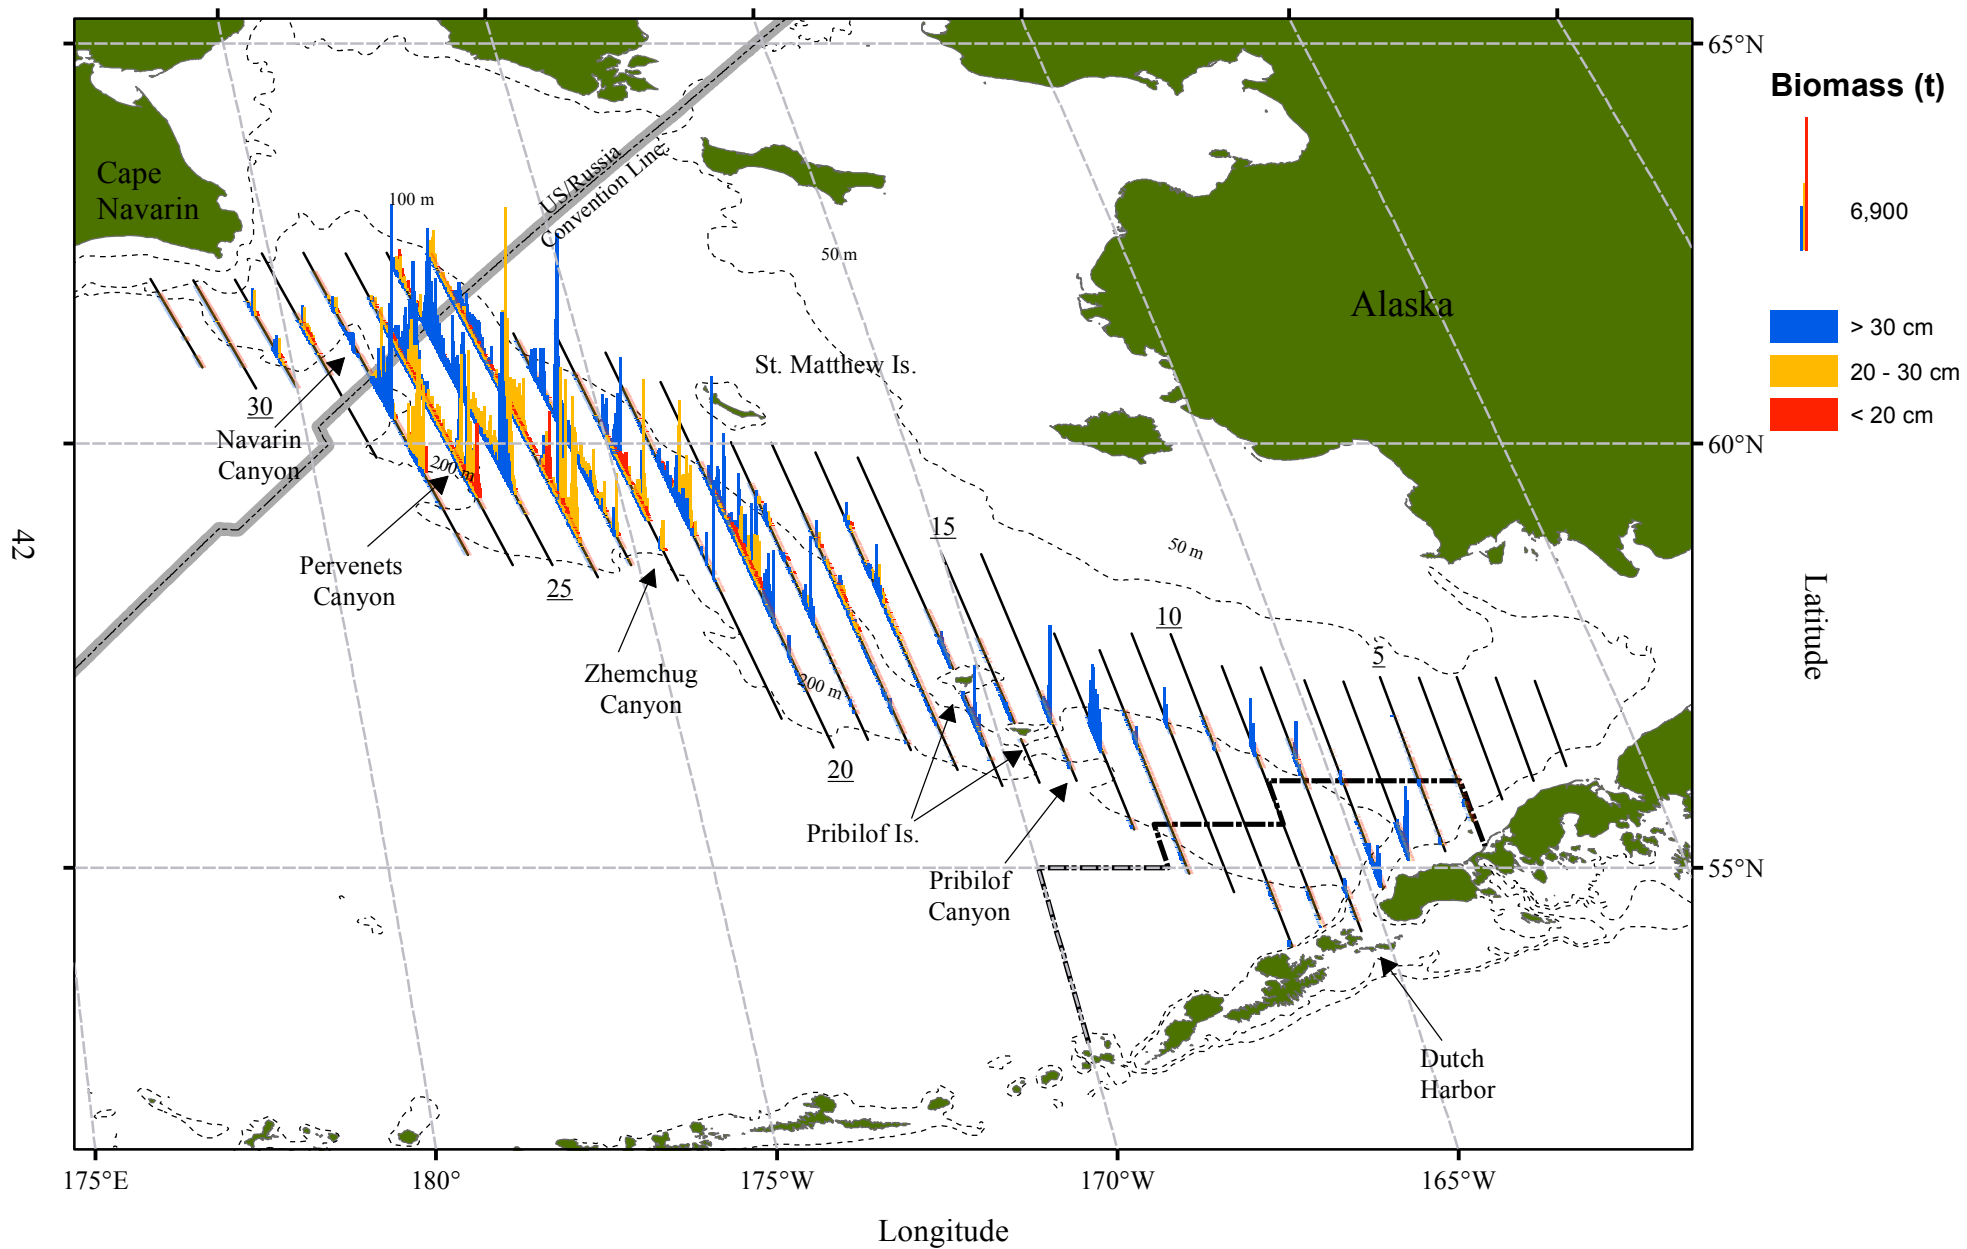 65°N
Biomass (t)
6,900
> 30 cm
20 - 30 cm
< 20 cm
Cape
Navarin
100 m
US/Russia
Convention Line
50 m
Alaska
St. Matthew Is.
30
Navarin
Canyon
60°N
200 m
15
50 m
42
Pervenets
Canyon
25
10
Latitude
5
Zhemchug
Canyon
200 m
20
Pribilof Is.
Pribilof
Canyon
55°N
Dutch
Harbor
175°E
180°
175°W
170°W
165°W
Longitude